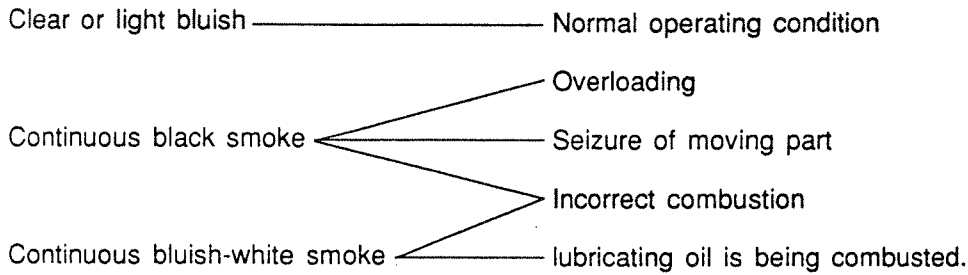 Clear or light bluish Normal operating condition
Overloading
Continuous black smoke Seizure of moving part
Incorrect combustion
Continuous bluish-white smoke lubricating oil is being combusted.